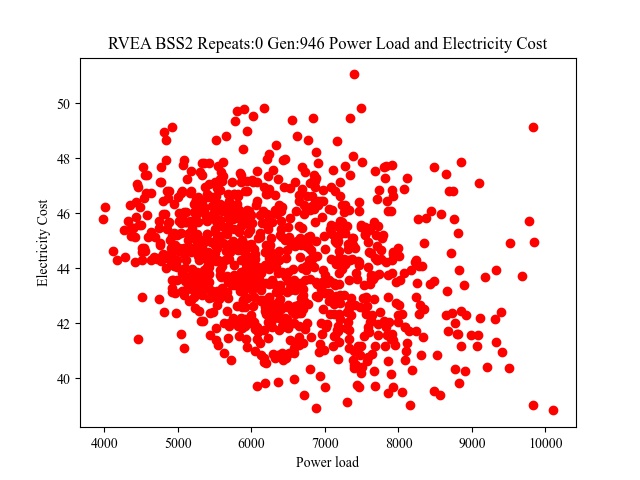 RVEA BSS2 Repeats:0 Gen:946 Power Load and Electricity Cost
50
48
46
44
42
40
Electricity Cost
4000 5000 6000 7000 8000 9000 10000
Power load